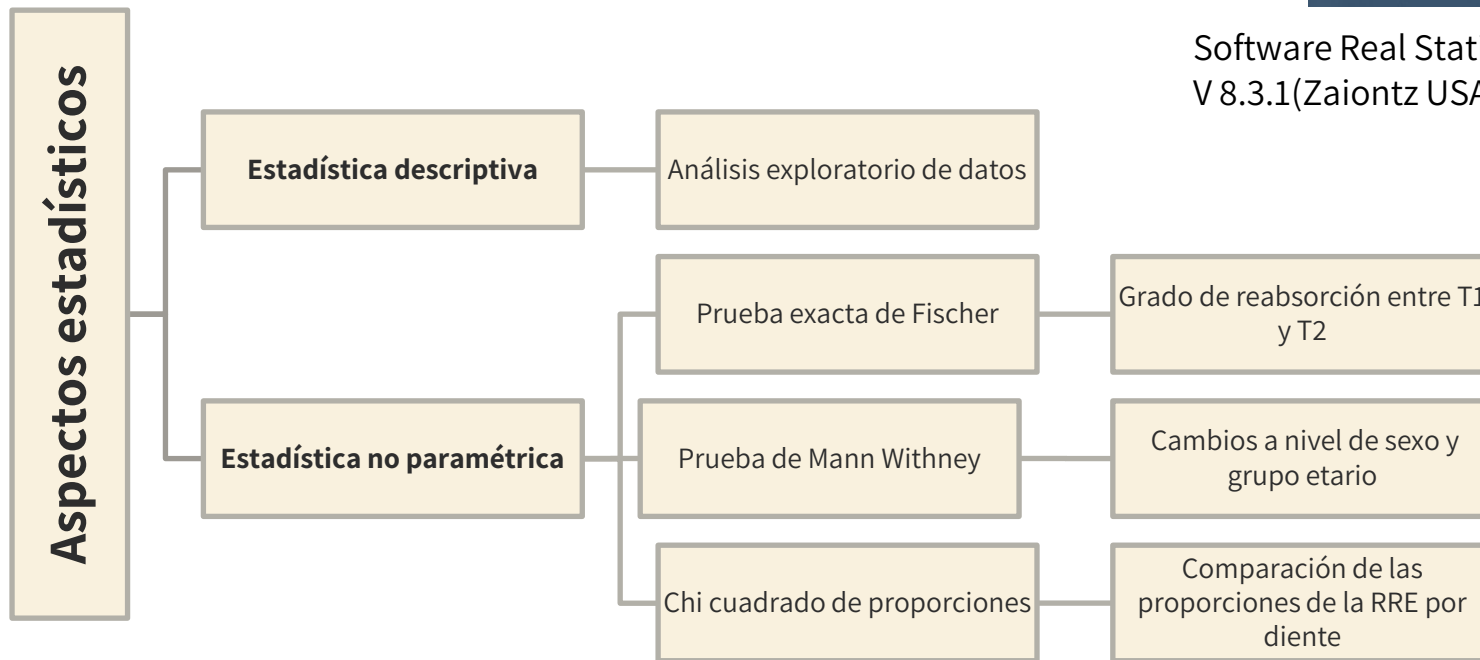 Aspectos estadísticos
Software Real Stat
V 8.3.1(Zaiontz USA
Estadística descriptiva
Análisis exploratorio de datos
Prueba exacta de Fischer
Grado de reabsorción entre T1
y T2
Estadística no paramétrica
Prueba de Mann Withney
Cambios a nivel de sexo y
grupo etario
Chi cuadrado de proporciones
Comparación de las
proporciones de la RRE por
diente